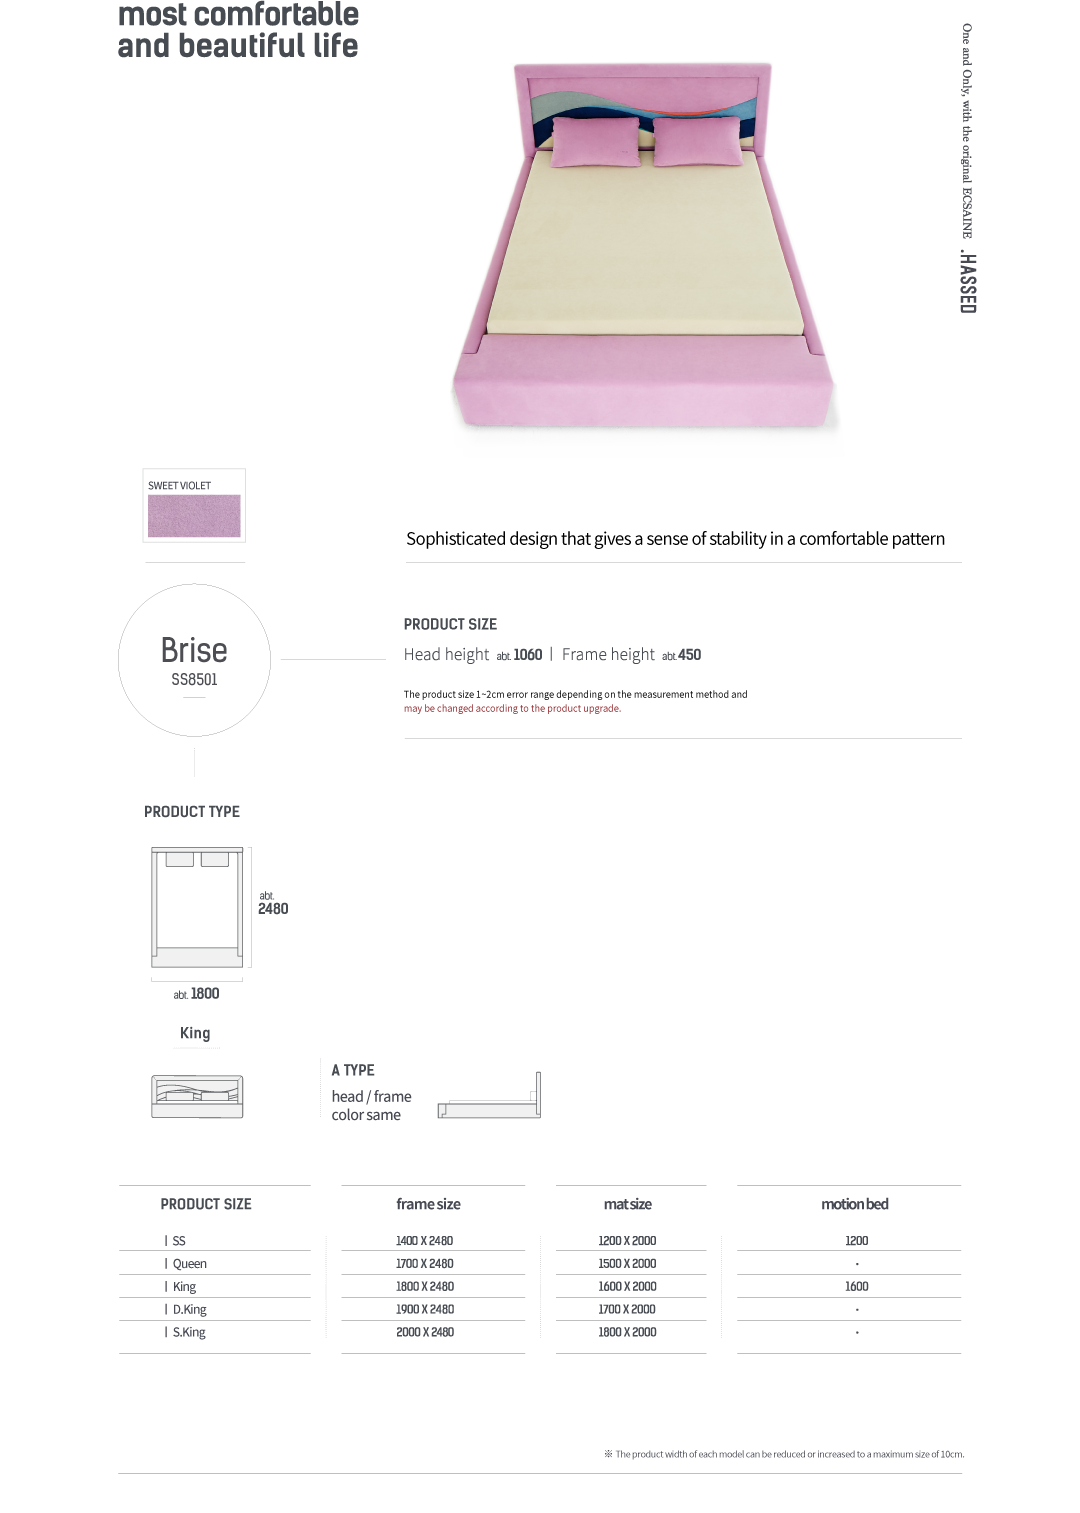 most comfortable
and beautiful life
One and Only, with the original ECSAINE .HASSED
SWEET VIOLET
Sophisticated design that gives a sense of stability in a comfortable pattern
Brise
SS8501
PRODUCT SIZE
Head height abt. 1060 | Frame height abt. 450
The product size 1~2cm error range depending on the measurement method and
may be changed according to the product upgrade.
PRODUCT TYPE
abt.
2480
abt. 1800
King
A TYPE
head / frame
color same
PRODUCT SIZE frame size mat size motion bed
| SS 1400 X 2480 1200 X 2000 1200
| Queen 1700 X 2480 1500 X 2000 •
| King 1800 X 2480 1600 X 2000 1600
| D.King 1900 X 2480 1700 X 2000 •
| S.King 2000 X 2480 1800 X 2000 •
※ The product width of each model can be reduced or increased to a maximum size of 10cm.